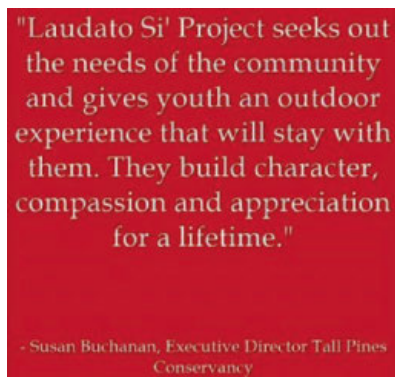 "Laudato Si' Project seeks out
the needs of the community
and gives youth an outdoor
experience that will stay with
them. They build character,
compassion and appreciation
for a lifetime."
- Susan Buchanan, Executive Director Tall Pines
Conservancy